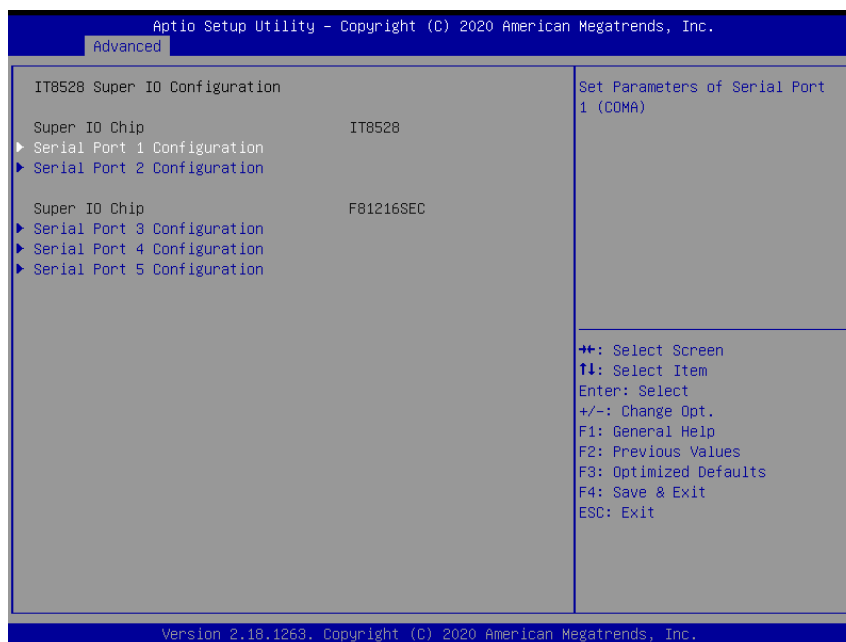 Aptio Setup Utility – Copyright (C) 2020 American Megatrends, Inc.
Advanced
IT8528 Super IO Configuration
Super IO Chip IT8528
Serial Port 1 Configuration
Serial Port 2 Configuration
Super IO Chip F81216SEC
Serial Port 3 Configuration
Serial Port 4 Configuration
Serial Port 5 Configuration
Set Parameters of Serial Port
1 (COMA)
→←: Select Screen
↑↓: Select Item
Enter: Select
+/-: Change Opt.
F1: General Help
F2: Previous Values
F3: Optimized Defaults
F4: Save & Exit
ESC: Exit
Version 2.18.1263. Copyright (C) 2020 American Megatrends, Inc.